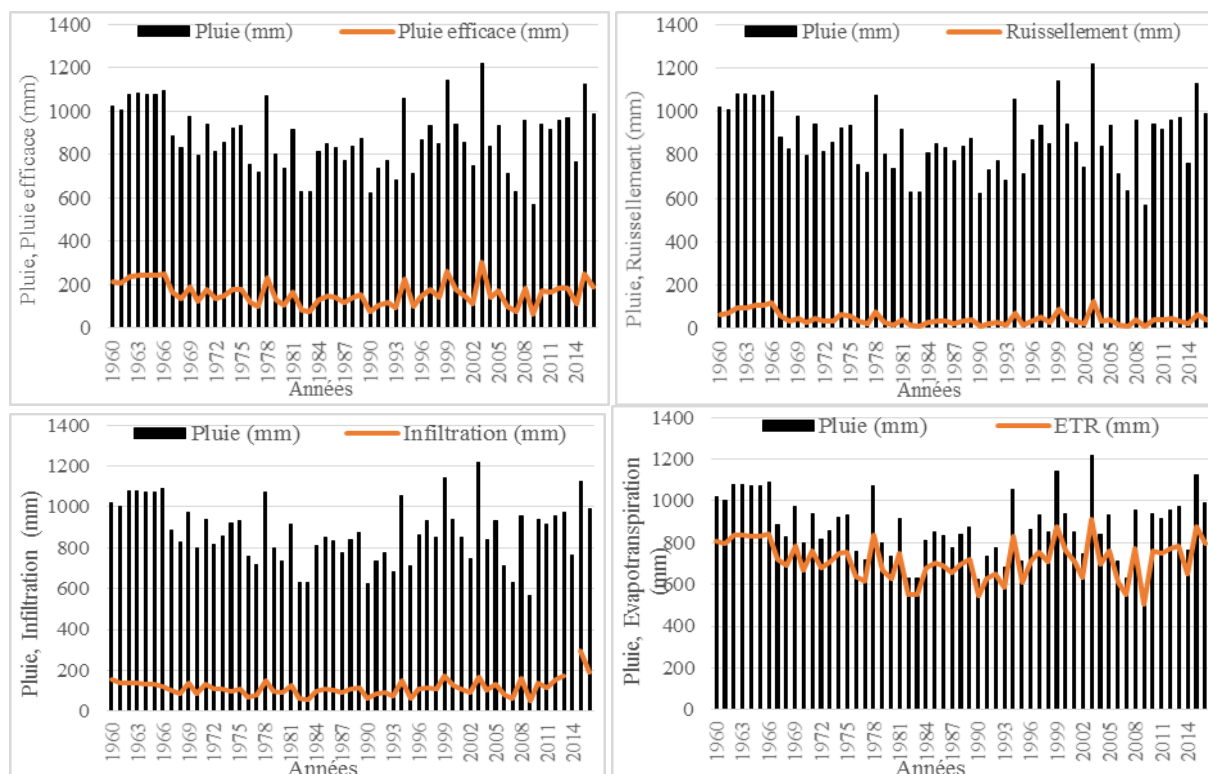 Pluie (mm) Pluie efficace (mm)
Pluie, Pluie efficace (mm)
1400
1200
1000
800
600
400
200
0
1960 1963 1966 1969 1972 1975 1978 1981 1984 1987 1990 1993 1996 1999 2002 2005 2008 2011 2014
Années
Pluie (mm) Ruissellement (mm)
Pluie, Ruissellement (mm)
1400
1200
1000
800
600
400
200
0
1960 1963 1966 1969 1972 1975 1978 1981 1984 1987 1990 1993 1996 1999 2002 2005 2008 2011 2014
Années
Pluie (mm) Infiltration (mm)
Pluie, Infiltration (mm)
1400
1200
1000
800
600
400
200
0
1960 1963 1966 1969 1972 1975 1978 1981 1984 1987 1990 1993 1996 1999 2002 2005 2008 2011 2014
Années
Pluie (mm) ETR (mm)
Pluie, Evapotranspiration
(mm)
1400
1200
1000
800
600
400
200
0
1960 1963 1966 1969 1972 1975 1978 1981 1984 1987 1990 1993 1996 1999 2002 2005 2008 2011 2014
Années